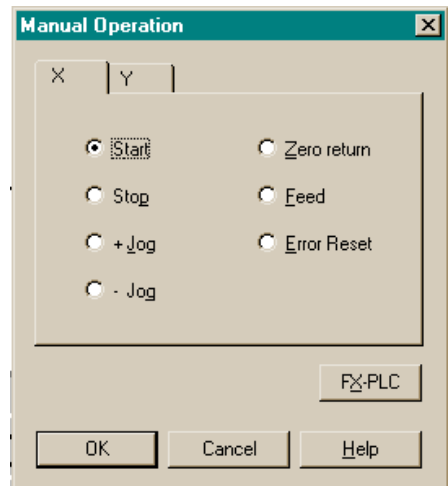 Manual Operation
X Y
Start Zero return
Stop Feed
+ Jog Error Reset
- Jog
FX-PLC
OK Cancel Help